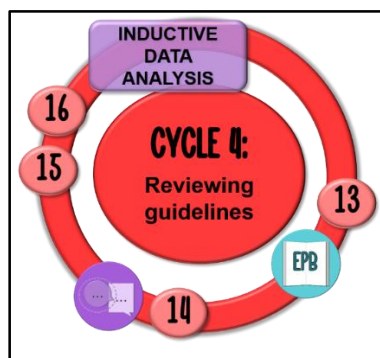 INDUCTIVE
DATA
ANALYSIS
16
CYCLE 4:
15
Reviewing
guidelines
13
EPB
... ...
14